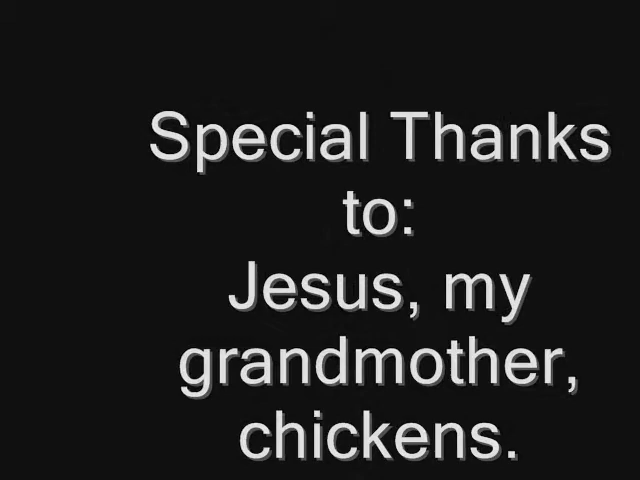 Special Thanks
to:
Jesus, my
grandmother,
chickens.